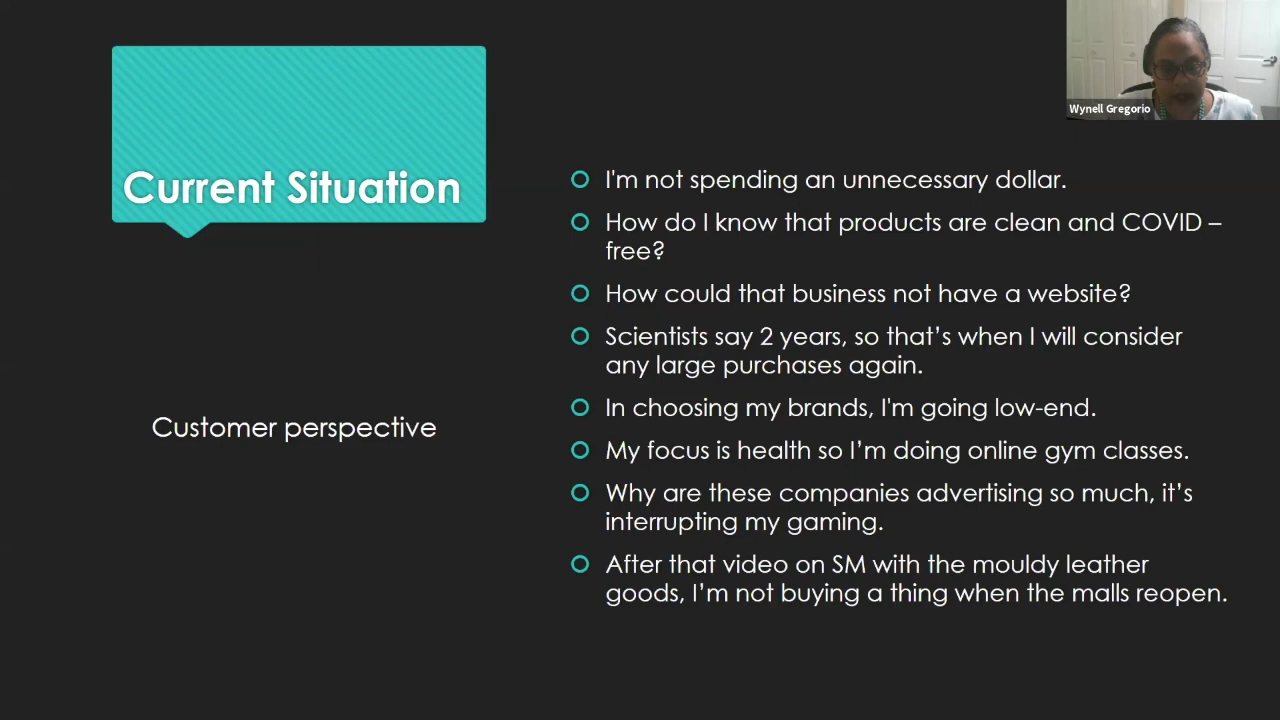 Wynell Gregorio
Current Situation
Customer perspective
I'm not spending an unnecessary dollar.
How do I know that products are clean and COVID –
free?
How could that business not have a website?
Scientists say 2 years, so that’s when I will consider
any large purchases again.
In choosing my brands, I'm going low-end.
My focus is health so I’m doing online gym classes.
Why are these companies advertising so much, it’s
interrupting my gaming.
After that video on SM with the mouldy leather
goods, I’m not buying a thing when the malls reopen.